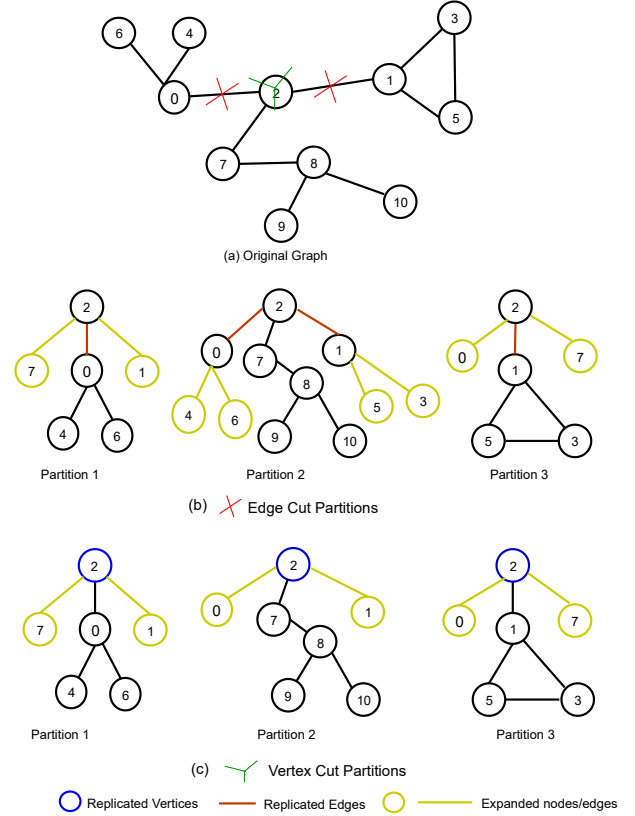 6 4 3
0 2 1
5
7 8
10
9
(a) Original Graph
2 2 2
7 0 1 0 7 1 0 1 7
8
4 6 4 6 9 10 5 3 5 3
Partition 1 Partition 2 Partition 3
(b) Edge Cut Partitions
2 2 2
7 0 1 0 7 1 0 1 7
8
4 6 9 10 5 3
Partition 1 Partition 2 Partition 3
(c) Vertex Cut Partitions
Replicated Vertices Replicated Edges Expanded nodes/edges